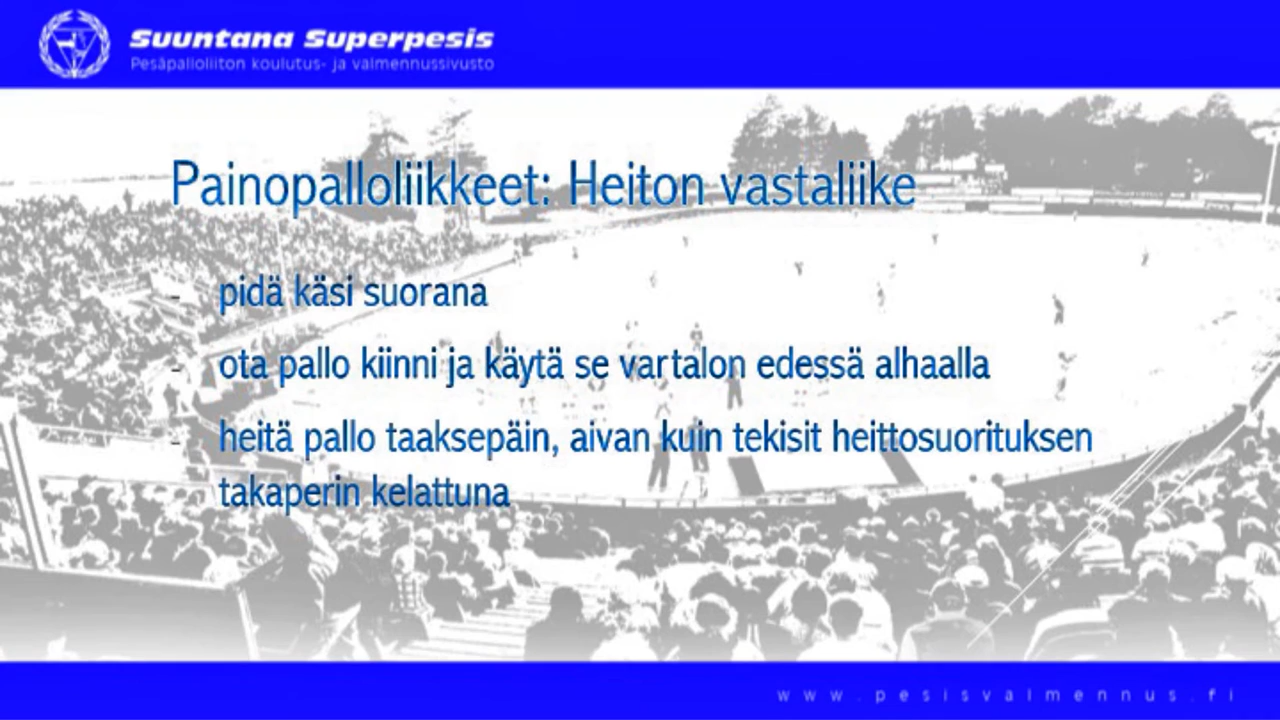 Suuntana Superpesis
Pesäpalloliiton koulutus- ja valmennussivusto
Painopalloliikkeet: Heiton vastaliike
- pidä käsi suorana
- ota pallo kiinni ja käytä se vartalon edessä alhaalla
- heitä pallo taaksepäin, aivan kuin tekisit heittosuorituksen
takaperin kelattuna
www.pesisvalmennus.fi